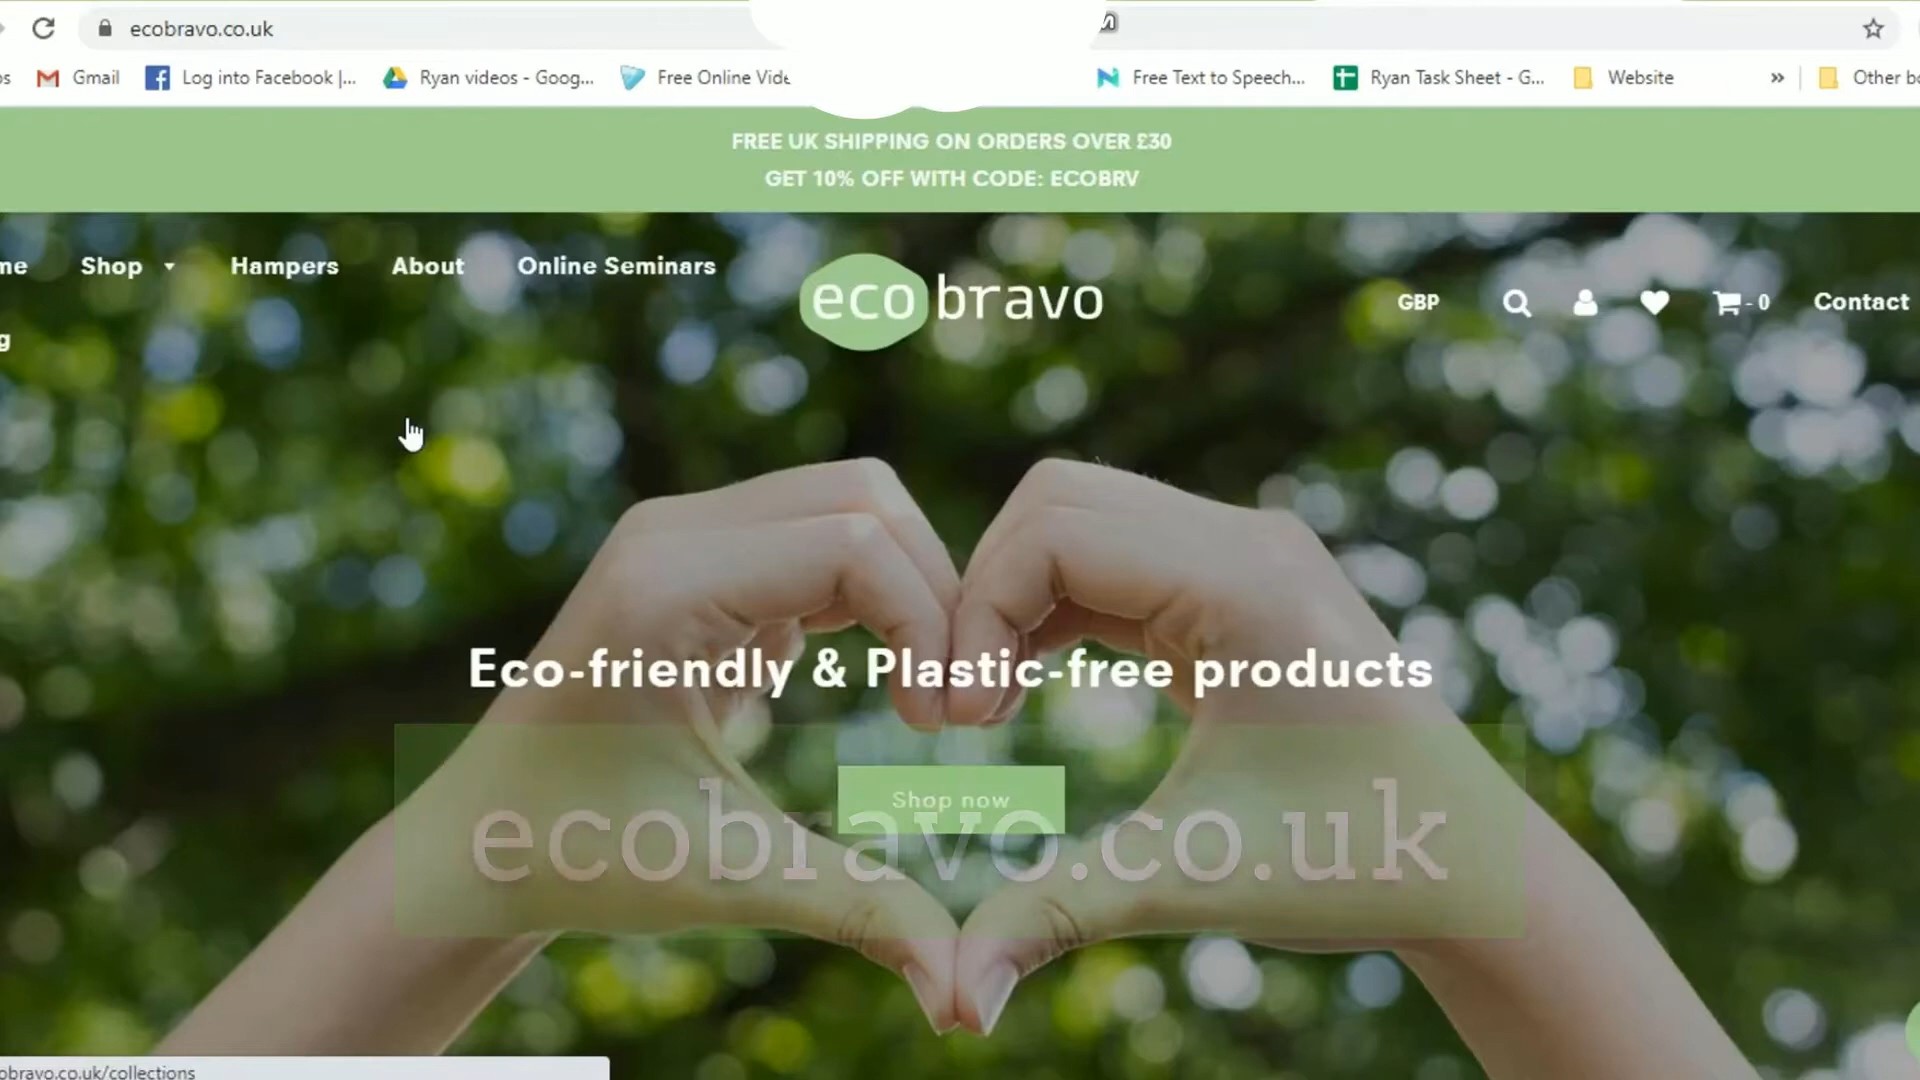 ecobravo.co.uk
Gmail Log into Facebook |... Ryan videos - Goog... Free Online Vide Free Text to Speech... Ryan Task Sheet - G... Website » Other bo
FREE UK SHIPPING ON ORDERS OVER £30
GET 10% OFF WITH CODE: ECOBRV
me Shop Hampers About Online Seminars
ecobravo
GBP - 0 Contact
g
Eco-friendly & Plastic-free products
Shop now
ecobravo.co.uk
obravo.co.uk/collections